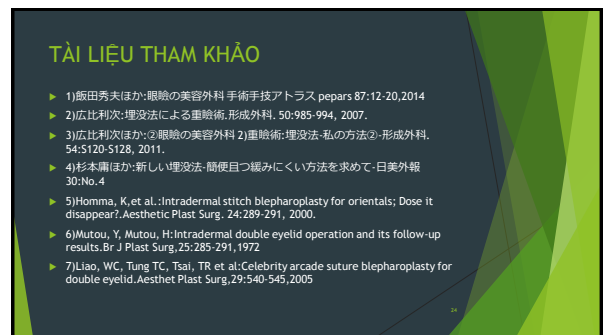 TÀI LIỆU THAM KHẢO
1)飯田秀夫ほか:眼瞼の美容外科 手術手技アトラス pepars 87:12-20,2014
2)広比利次:埋没法による重瞼術.形成外科. 50:985-994, 2007.
3)広比利次ほか:②眼瞼の美容外科 2)重瞼術:埋没法-私の方法②-形成外科.
54:S120-S128, 2011.
4)杉本庸ほか:新しい埋没法-簡便且つ緩みにくい方法を求めて-日美外報
30:No.4
5)Homma, K,et al.:Intradermal stitch blepharoplasty for orientals; Dose it
disappear?.Aesthetic Plast Surg. 24:289-291, 2000.
6)Mutou, Y, Mutou, H:Intradermal double eyelid operation and its follow-up
results.Br J Plast Surg,25:285-291,1972
7)Liao, WC, Tung TC, Tsai, TR et al:Celebrity arcade suture blepharoplasty for
double eyelid.Aesthet Plast Surg,29:540-545,2005
24